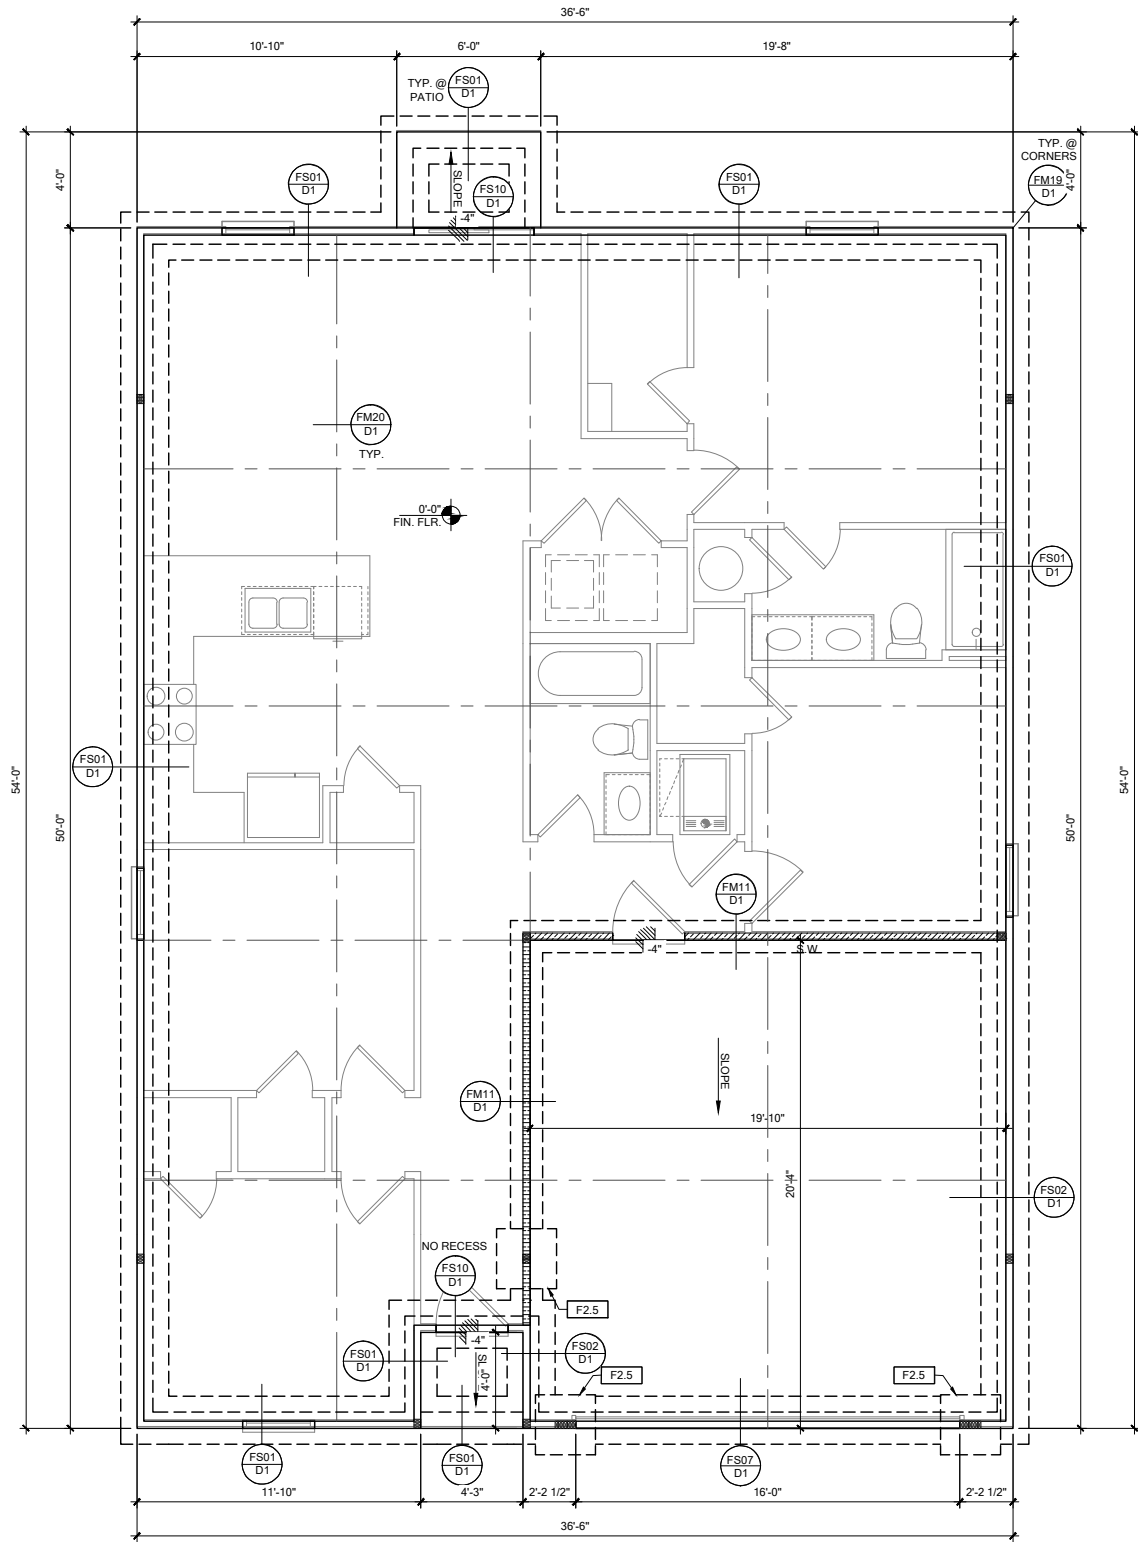 36'-6"
10'-10"
6'-0"
19'-8"
TYP. @
PATIO
FS01
D1
4'-0"
SLOPE
FS01
D1
FS10
D1
-4"
FS01
D1
TYP. @
CORNERS
FM19
D1
4'-0"
FM20
D1
TYP.
0'-0"
FIN. FLR.
FS01
D1
FS01
D1
54'-0"
50'-0"
50'-0"
54'-0"
FM11
D1
-4"
S.W.
SLOPE
FM11
D1
19'-10"
20'-4"
FS02
D1
NO RECESS
FS10
D1
F2.5
-4"
FS01
D1
SL
4'-0"
FS02
D1
F2.5
F2.5
FS01
D1
FS01
D1
FS07
D1
11'-10"
4'-3"
2'-2 1/2"
16'-0"
2'-2 1/2"
36'-6"